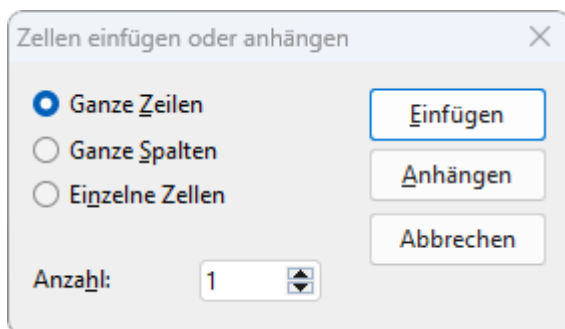 Zellen einfügen oder anhängen
Ganze Zeilen
Ganze Spalten
Einzelne Zellen
Anzahl: 1
Einfügen
Anhängen
Abbrechen